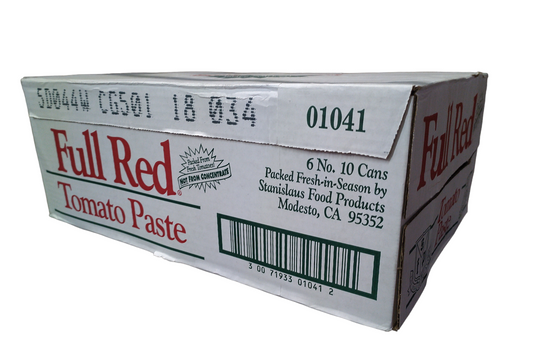 5D044W CG501 18 034
01041
Full Red
Packed From
Fresh Tomatoes!
NOT FROM CONCENTRATE
Tomato Paste
6 No. 10 Cans
Packed Fresh-in-Season by
Stanislaus Food Products
Modesto, CA 95352
3 00 71933 01041 2
Full Red
Tomato